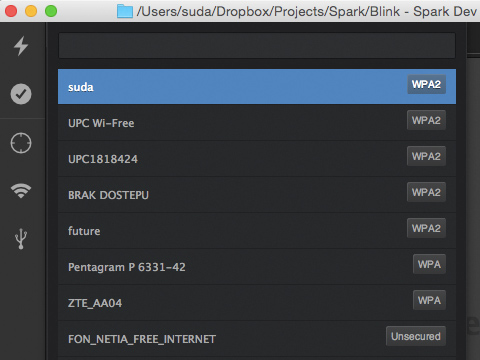 /Users/suda/Dropbox/Projects/Spark/Blink - Spark Dev
suda WPA2
UPC Wi-Free WPA2
UPC1818424 WPA2
BRAK DOSTEPU WPA2
future WPA2
Pentagram P 6331-42 WPA
ZTE_AA04 WPA
FON_NETIA_FREE_INTERNET Unsecured